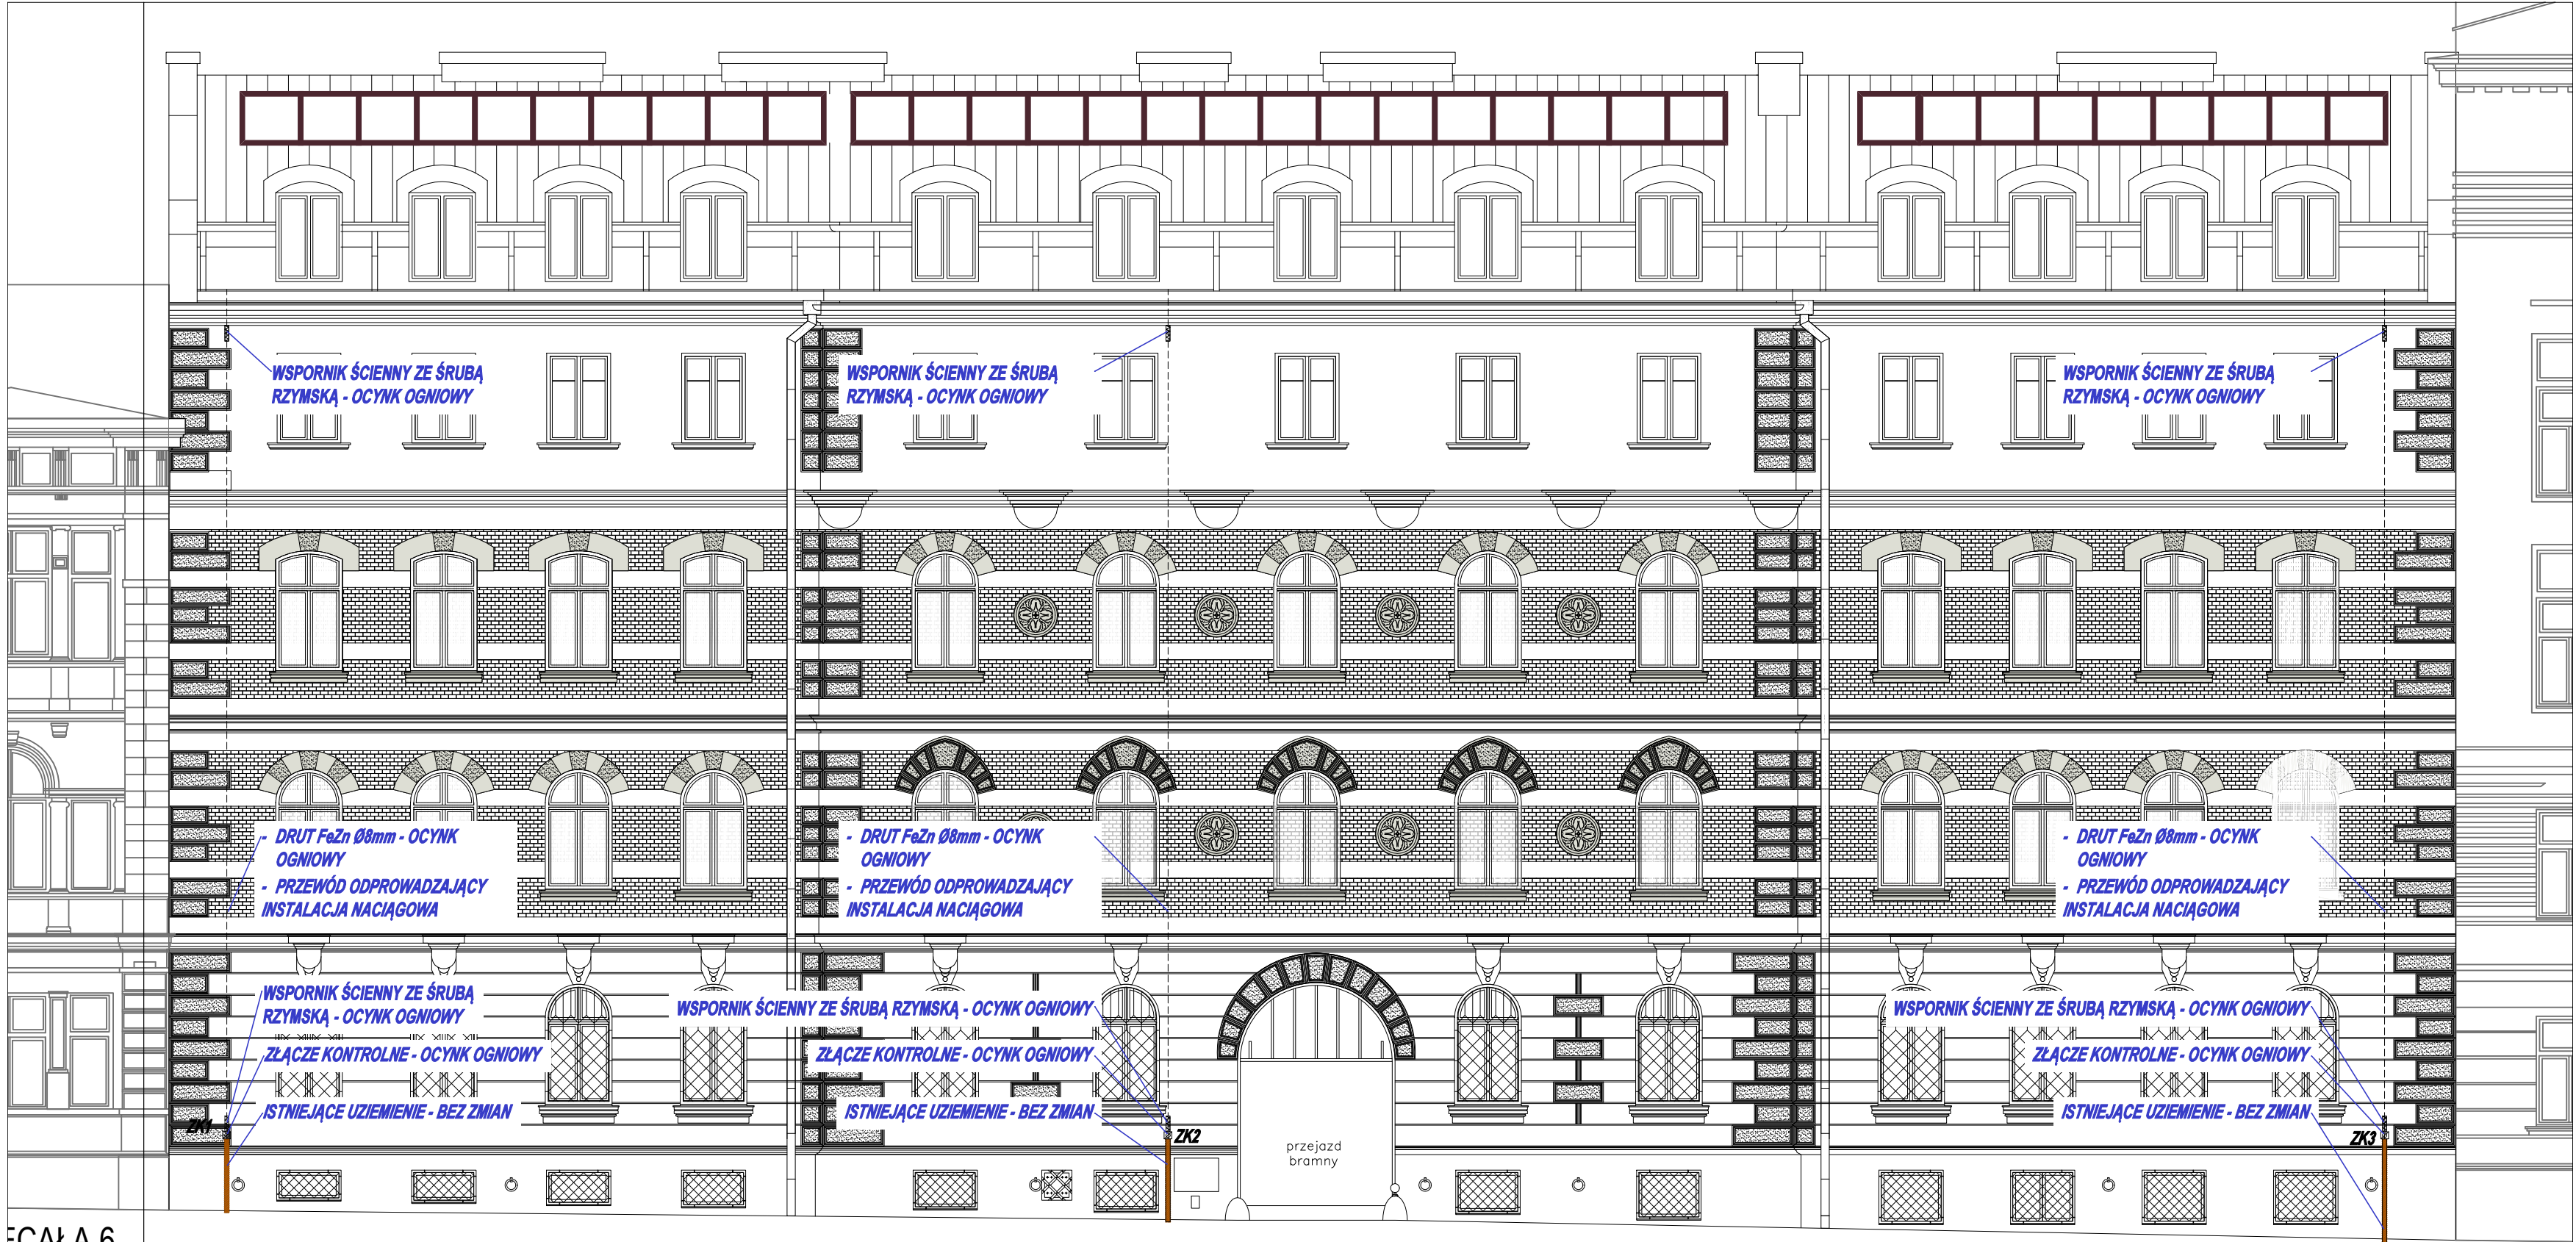 WSPORNIK ŚCIENNY ZE ŚRUBĄ
RZYMSKĄ - OCYNK OGNIOWY
WSPORNIK ŚCIENNY ZE ŚRUBĄ
RZYMSKĄ - OCYNK OGNIOWY
WSPORNIK ŚCIENNY ZE ŚRUBĄ
RZYMSKĄ - OCYNK OGNIOWY
- DRUT FeZn Ø8mm - OCYNK
OGNIOWY
- PRZEWÓD ODPROWADZAJĄCY
INSTALACJA NACIĄGOWA
- DRUT FeZn Ø8mm - OCYNK
OGNIOWY
- PRZEWÓD ODPROWADZAJĄCY
INSTALACJA NACIĄGOWA
- DRUT FeZn Ø8mm - OCYNK
OGNIOWY
- PRZEWÓD ODPROWADZAJĄCY
INSTALACJA NACIĄGOWA
WSPORNIK ŚCIENNY ZE ŚRUBĄ
RZYMSKĄ - OCYNK OGNIOWY
ZŁĄCZE KONTROLNE - OCYNK OGNIOWY
ISTNIEJĄCE UZIEMIENIE - BEZ ZMIAN
ZK1
WSPORNIK ŚCIENNY ZE ŚRUBĄ RZYMSKĄ - OCYNK OGNIOWY
ZŁĄCZE KONTROLNE - OCYNK OGNIOWY
ISTNIEJĄCE UZIEMIENIE - BEZ ZMIAN
ZK2
przejazd
bramny
WSPORNIK ŚCIENNY ZE ŚRUBĄ RZYMSKĄ - OCYNK OGNIOWY
ZŁĄCZE KONTROLNE - OCYNK OGNIOWY
ISTNIEJĄCE UZIEMIENIE - BEZ ZMIAN
ZK3
6